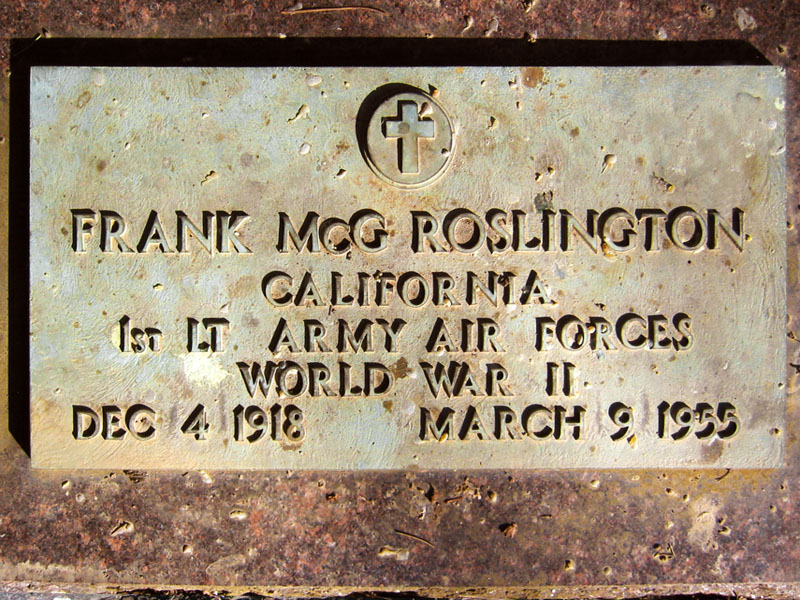 FRANK McG ROSLINGTON
CALIFORNIA
1ST LT ARMY AIR FORCES
WORLD WAR II
DEC 4 1918 MARCH 9, 1955